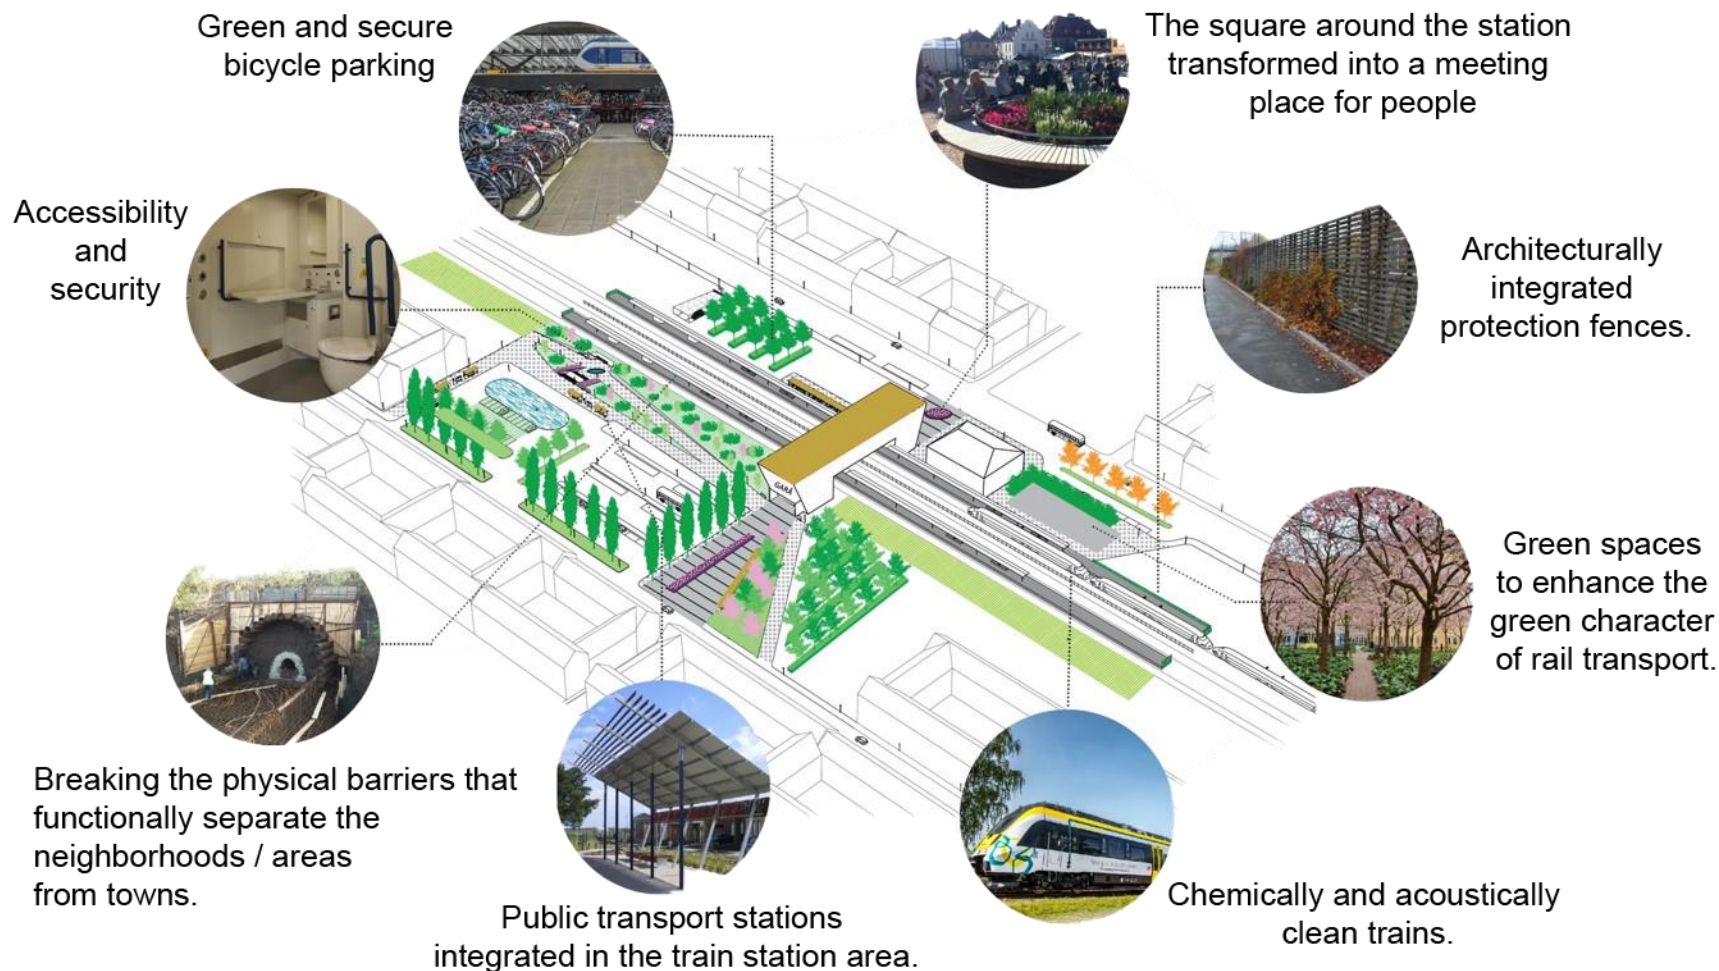 Green and secure
bicycle parking
The square around the station
transformed into a meeting
place for people
Accessibility
and
security
Architecturally
integrated
protection fences.
GARĂ
Green spaces
to enhance the
green character
of rail transport.
Breaking the physical barriers that
functionally separate the
neighborhoods / areas
from towns.
Public transport stations
integrated in the train station area.
Chemically and acoustically
clean trains.